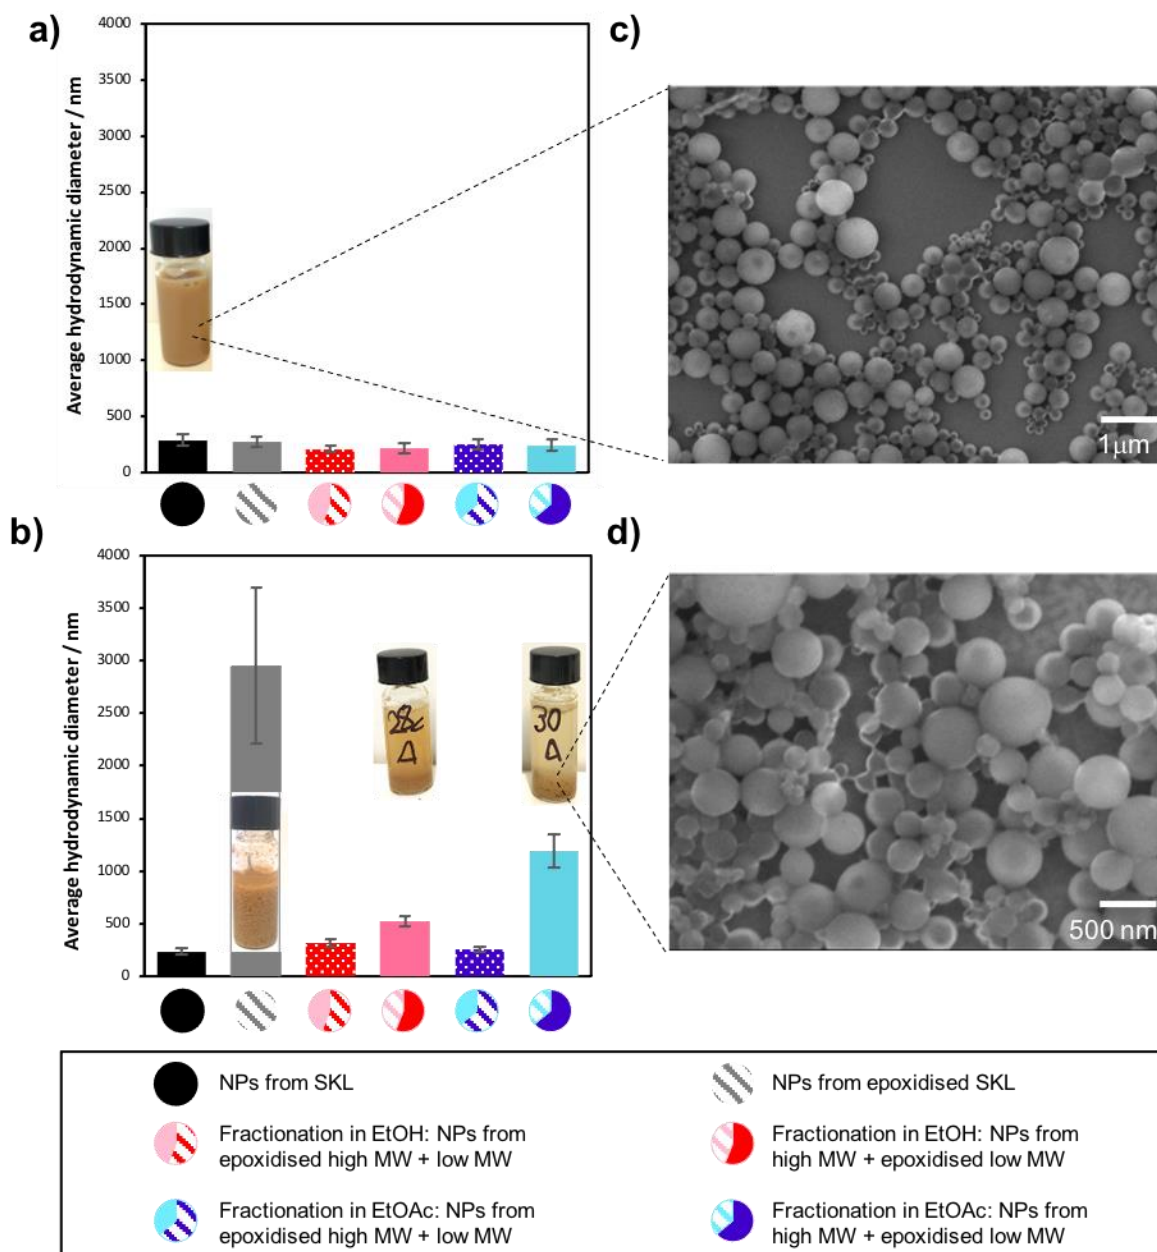 a)
Average hydrodynamic diameter / nm
4000
3500
3000
2500
2000
1500
1000
500
0
c)
1μm
b)
Average hydrodynamic diameter / nm
4000
3500
3000
2500
2000
1500
1000
500
0
28c
Δ
30
Δ
d)
500 nm
NPs from SKL
NPs from epoxidised SKL
Fractionation in EtOH: NPs from
epoxidised high MW + low MW
Fractionation in EtOH: NPs from
high MW + epoxidised low MW
Fractionation in EtOAc: NPs from
epoxidised high MW + low MW
Fractionation in EtOAc: NPs from
high MW + epoxidised low MW